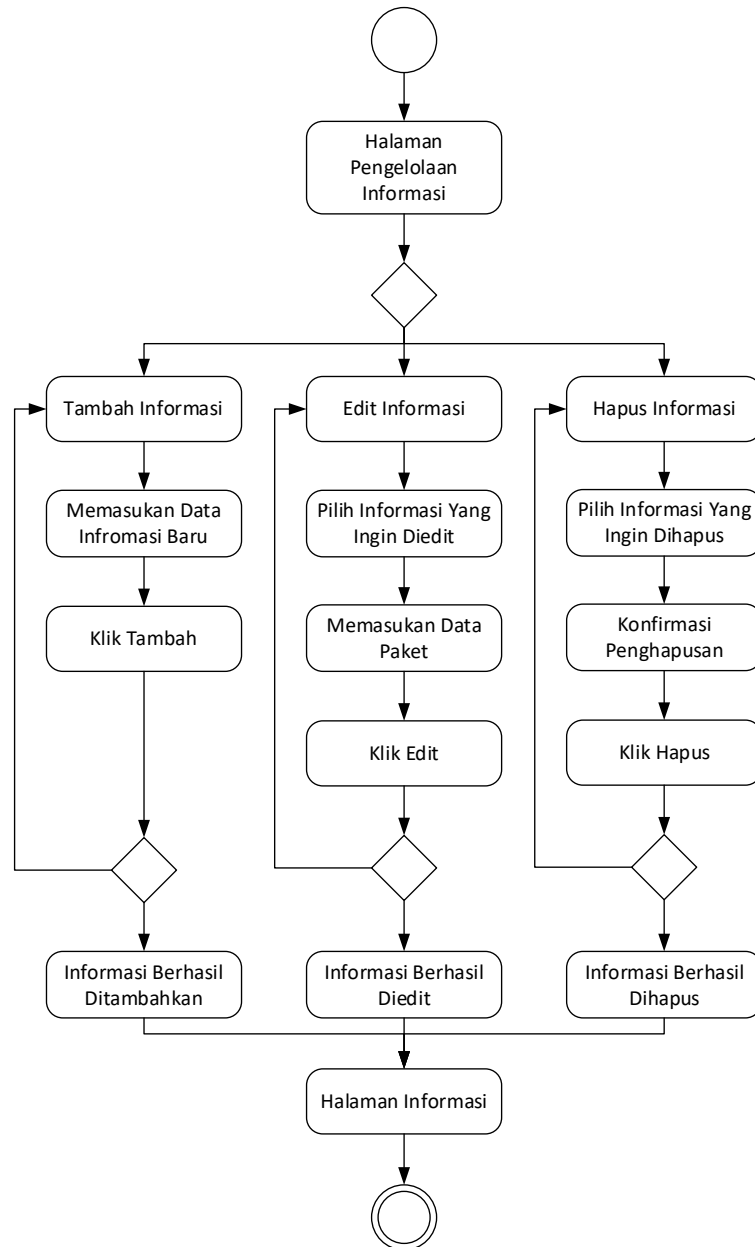 Halaman
Pengelolaan
Informasi
Tambah Informasi
Edit Informasi
Hapus Informasi
Memasukan Data
Infromasi Baru
Pilih Informasi Yang
Ingin Diedit
Pilih Informasi Yang
Ingin Dihapus
Klik Tambah
Memasukan Data
Paket
Konfirmasi
Penghapusan
Klik Edit
Klik Hapus
Informasi Berhasil
Ditambahkan
Informasi Berhasil
Diedit
Informasi Berhasil
Dihapus
Halaman Informasi